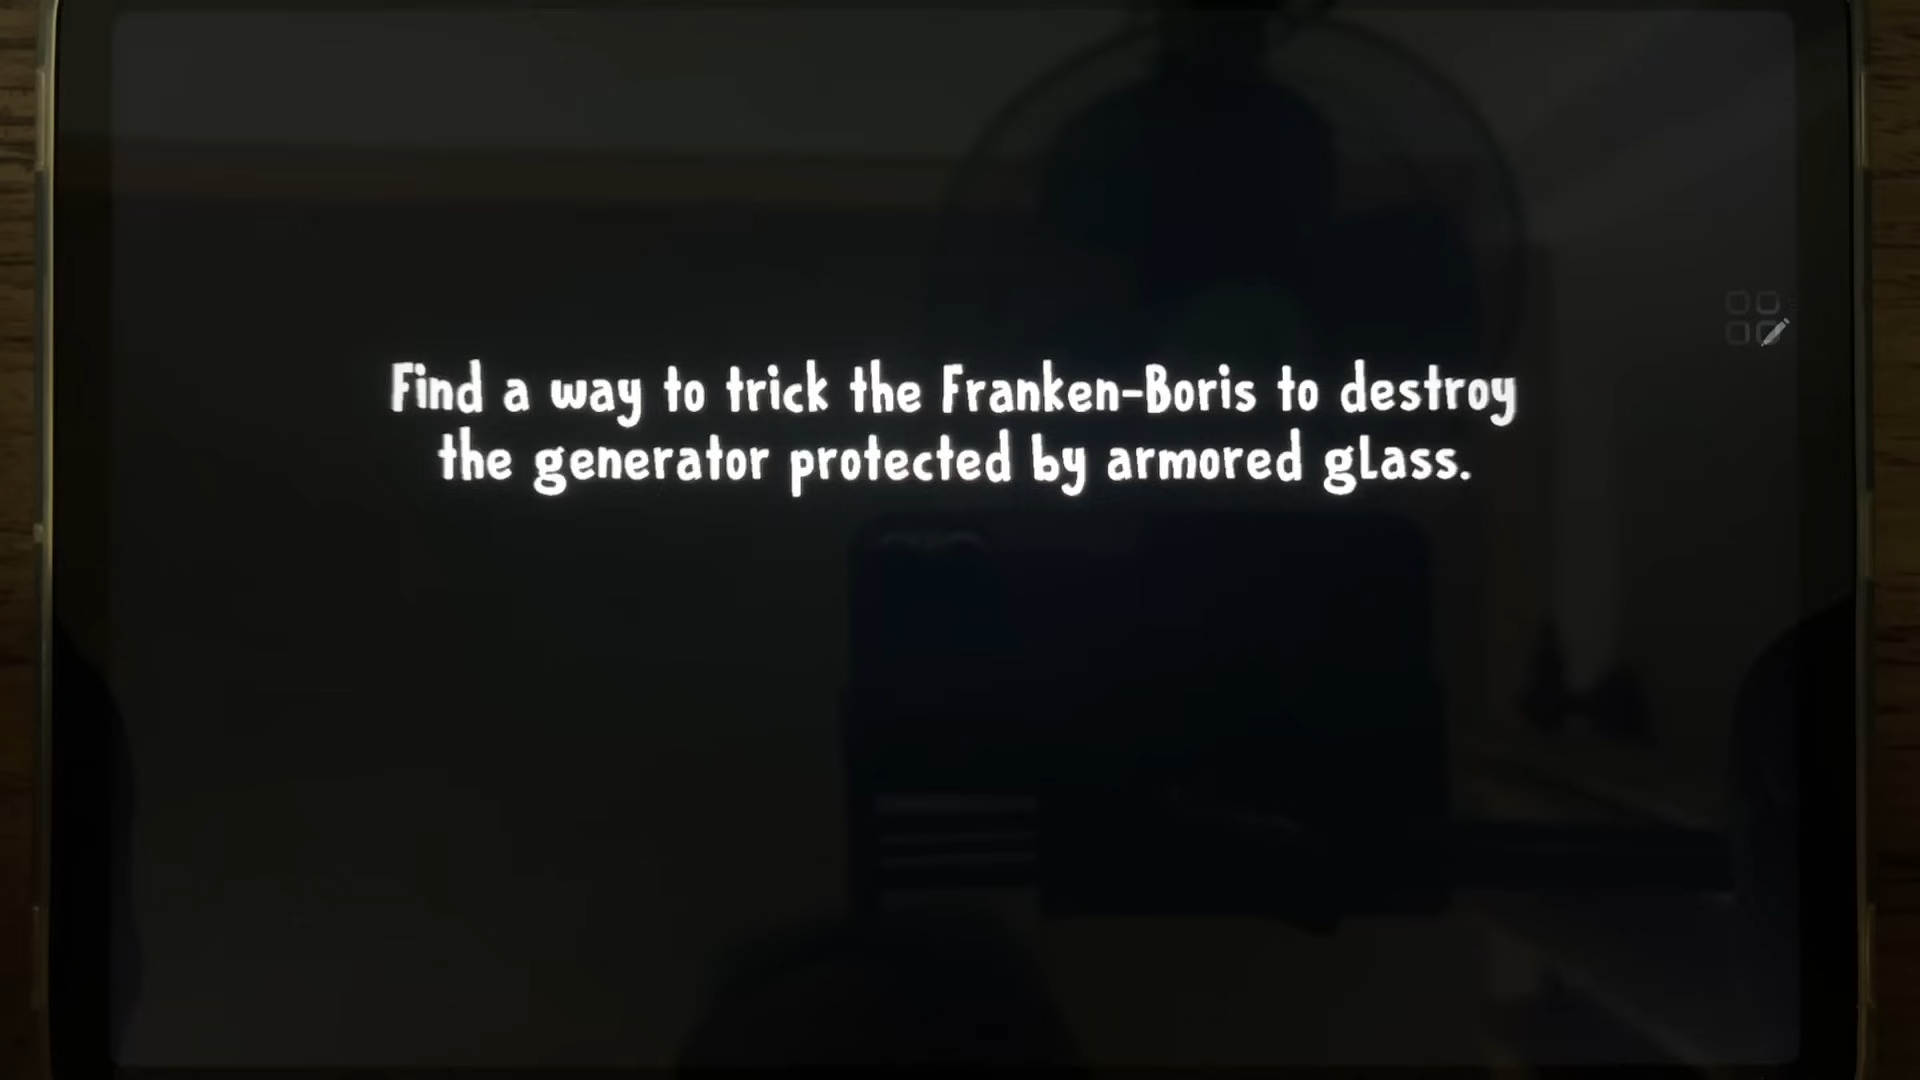 Find a way to trick the Franken-Boris to destroy
the generator protected by armored glass.